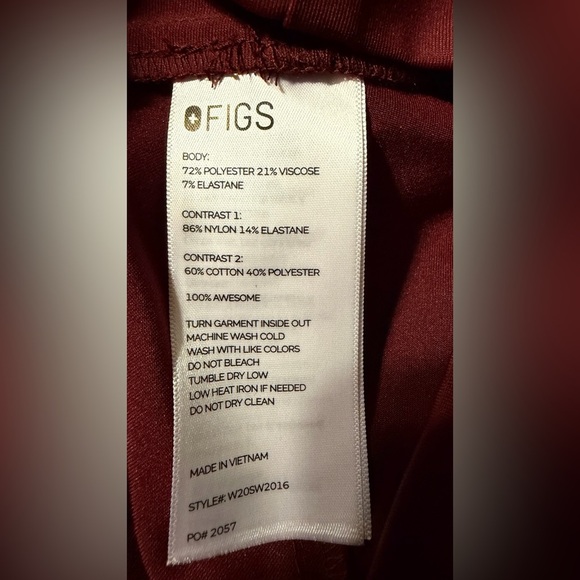 FIGS
BODY:
72% POLYESTER 21% VISCOSE
7% ELASTANE
CONTRAST 1:
86% NYLON 14% ELASTANE
CONTRAST 2:
60% COTTON 40% POLYESTER
100% AWESOME
TURN GARMENT INSIDE OUT
MACHINE WASH COLD
WASH WITH LIKE COLORS
DO NOT BLEACH
TUMBLE DRY LOW
LOW HEAT IRON IF NEEDED
DO NOT DRY CLEAN
MADE IN VIETNAM
STYLE#: W20SW2016
PO# 2057